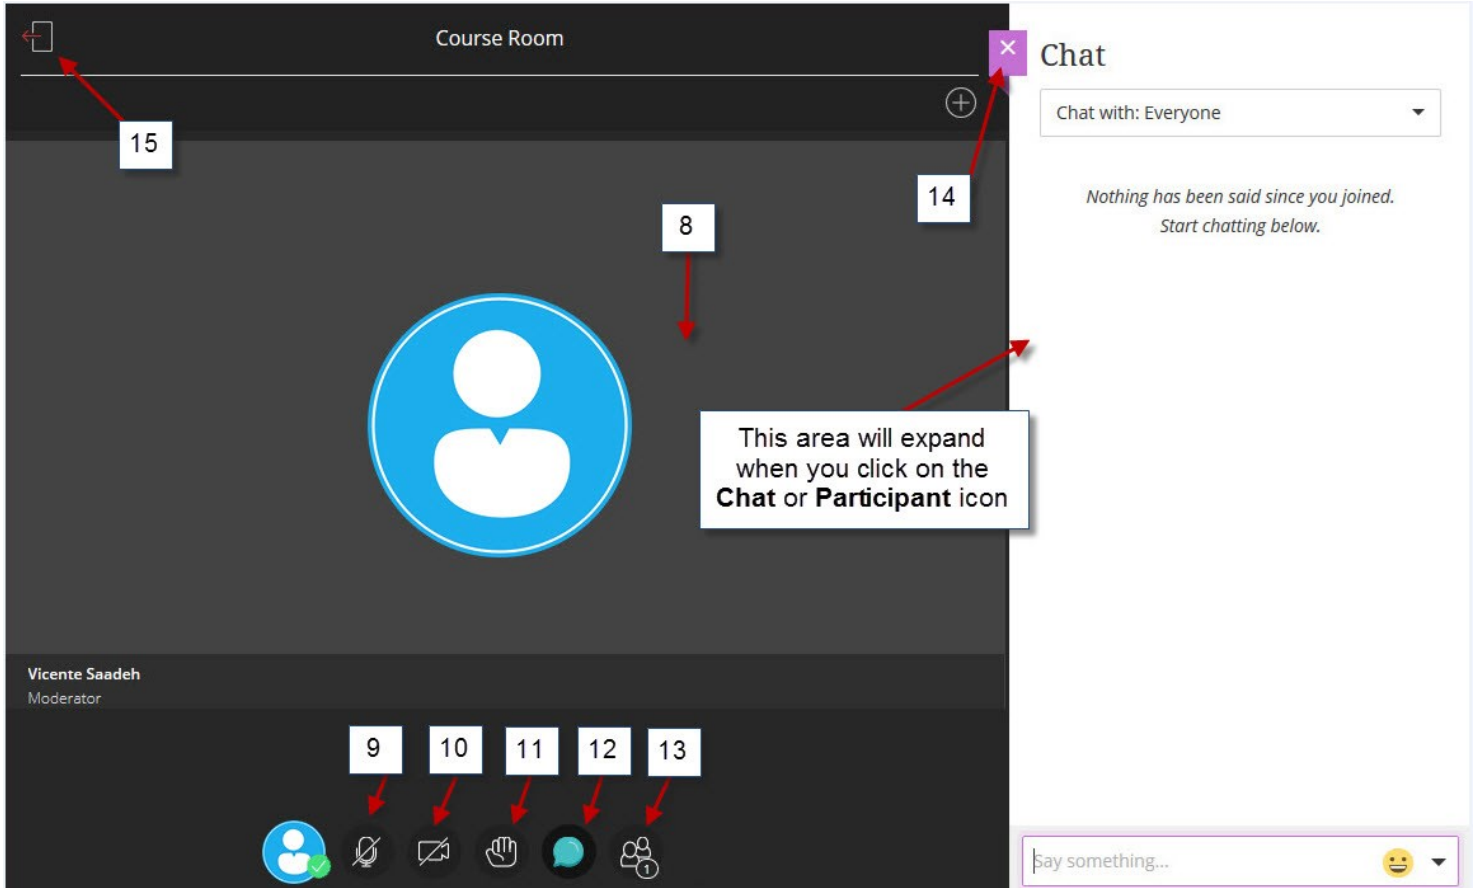 Course Room
Chat
Chat with: Everyone
15
14
Nothing has been said since you joined.
Start chatting below.
8
This area will expand
when you click on the
Chat or Participant icon
Vicente Saadeh
Moderator
9
10
11
12
13
1
Say something...